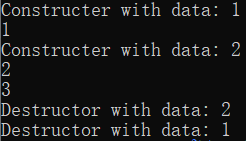 Constructer with data: 1
1
Constructer with data: 2
2
3
Destructor with data: 2
Destructor with data: 1